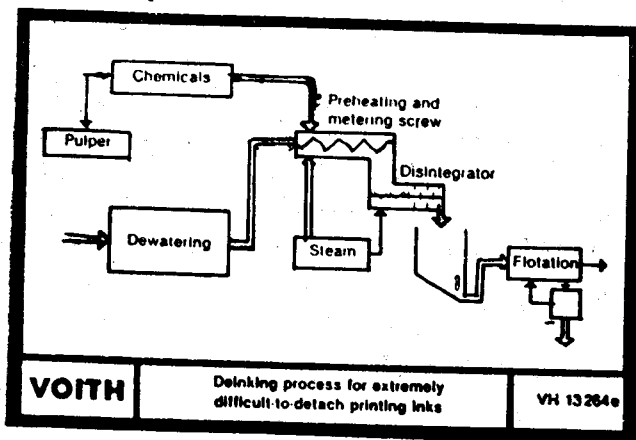 Chemicals
Preheating and
metering screw
Pulper
Disintegrator
Dewatering
Steam
Flotation
VOITH
Deinking process for extremely
difficult-to-detach printing inks
VH 13264e